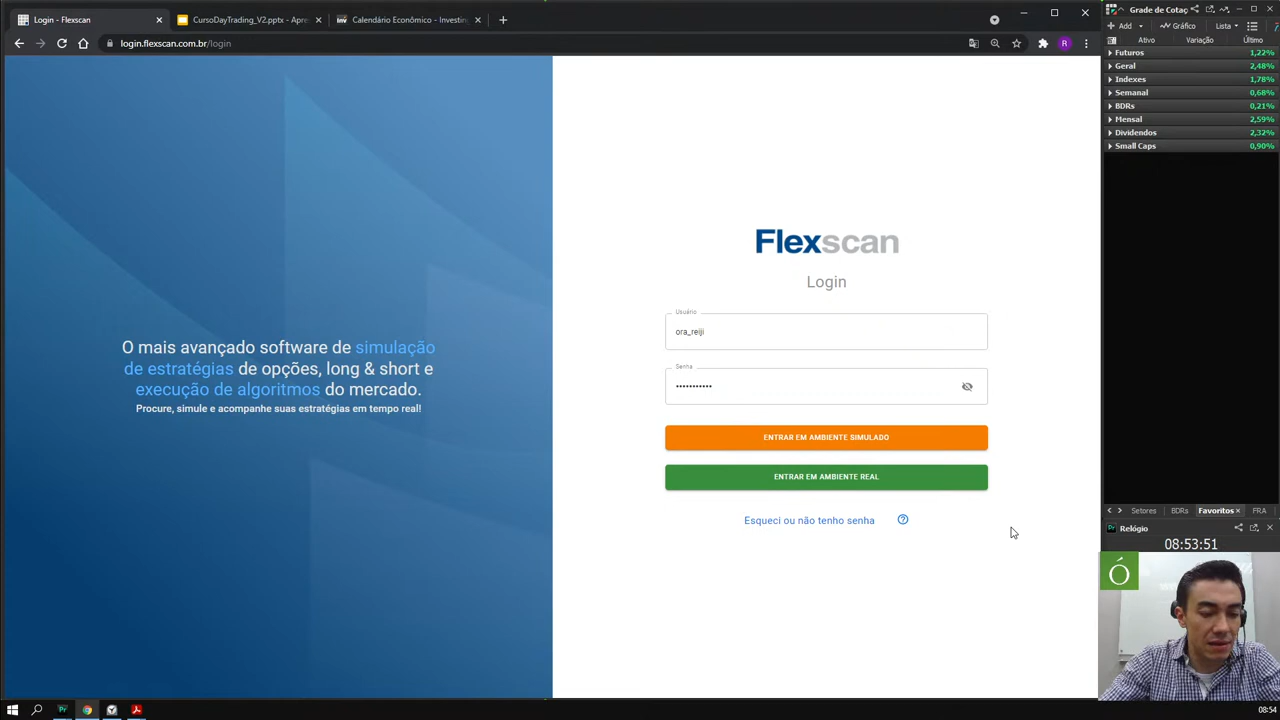 Login - Flexscan
CursoDayTrading_V2.pptx - Apre
Calendário Econômico - Investing
login.flexscan.com.br/login
R
O mais avançado software de simulação
de estratégias de opções, long & short e
execução de algoritmos do mercado.
Procure, simule e acompanhe suas estratégias em tempo real!
Flexscan
Login
Usuário
ora_reiji
Senha
•••••••••••
ENTRAR EM AMBIENTE SIMULADO
ENTRAR EM AMBIENTE REAL
Esqueci ou não tenho senha
Grade de Cotaç
Add
Gráfico
Lista
Ativo Variação Último
Futuros 1,22%
Geral 2,48%
Indexes 1,78%
Semanal 0,68%
BDRs 0,21%
Mensal 2,59%
Dividendos 2,32%
Small Caps 0,90%
Setores BDRs Favoritos FRA
Pr Relógio
08:53:51
Ó
Pr
08:54